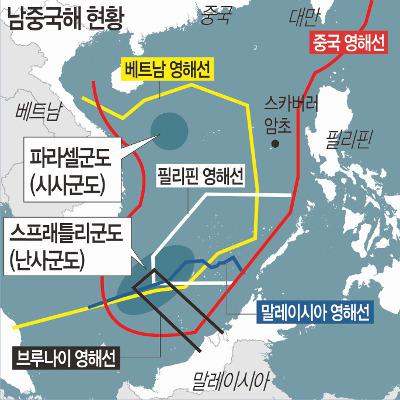 남중국해 현황
중국
대만
중국 영해선
베트남 영해선
베트남
스카버러
암초
필리핀
파라셀군도
(시사군도)
필리핀 영해선
스프래틀리군도
(난사군도)
말레이시아 영해선
브루나이 영해선
말레이시아